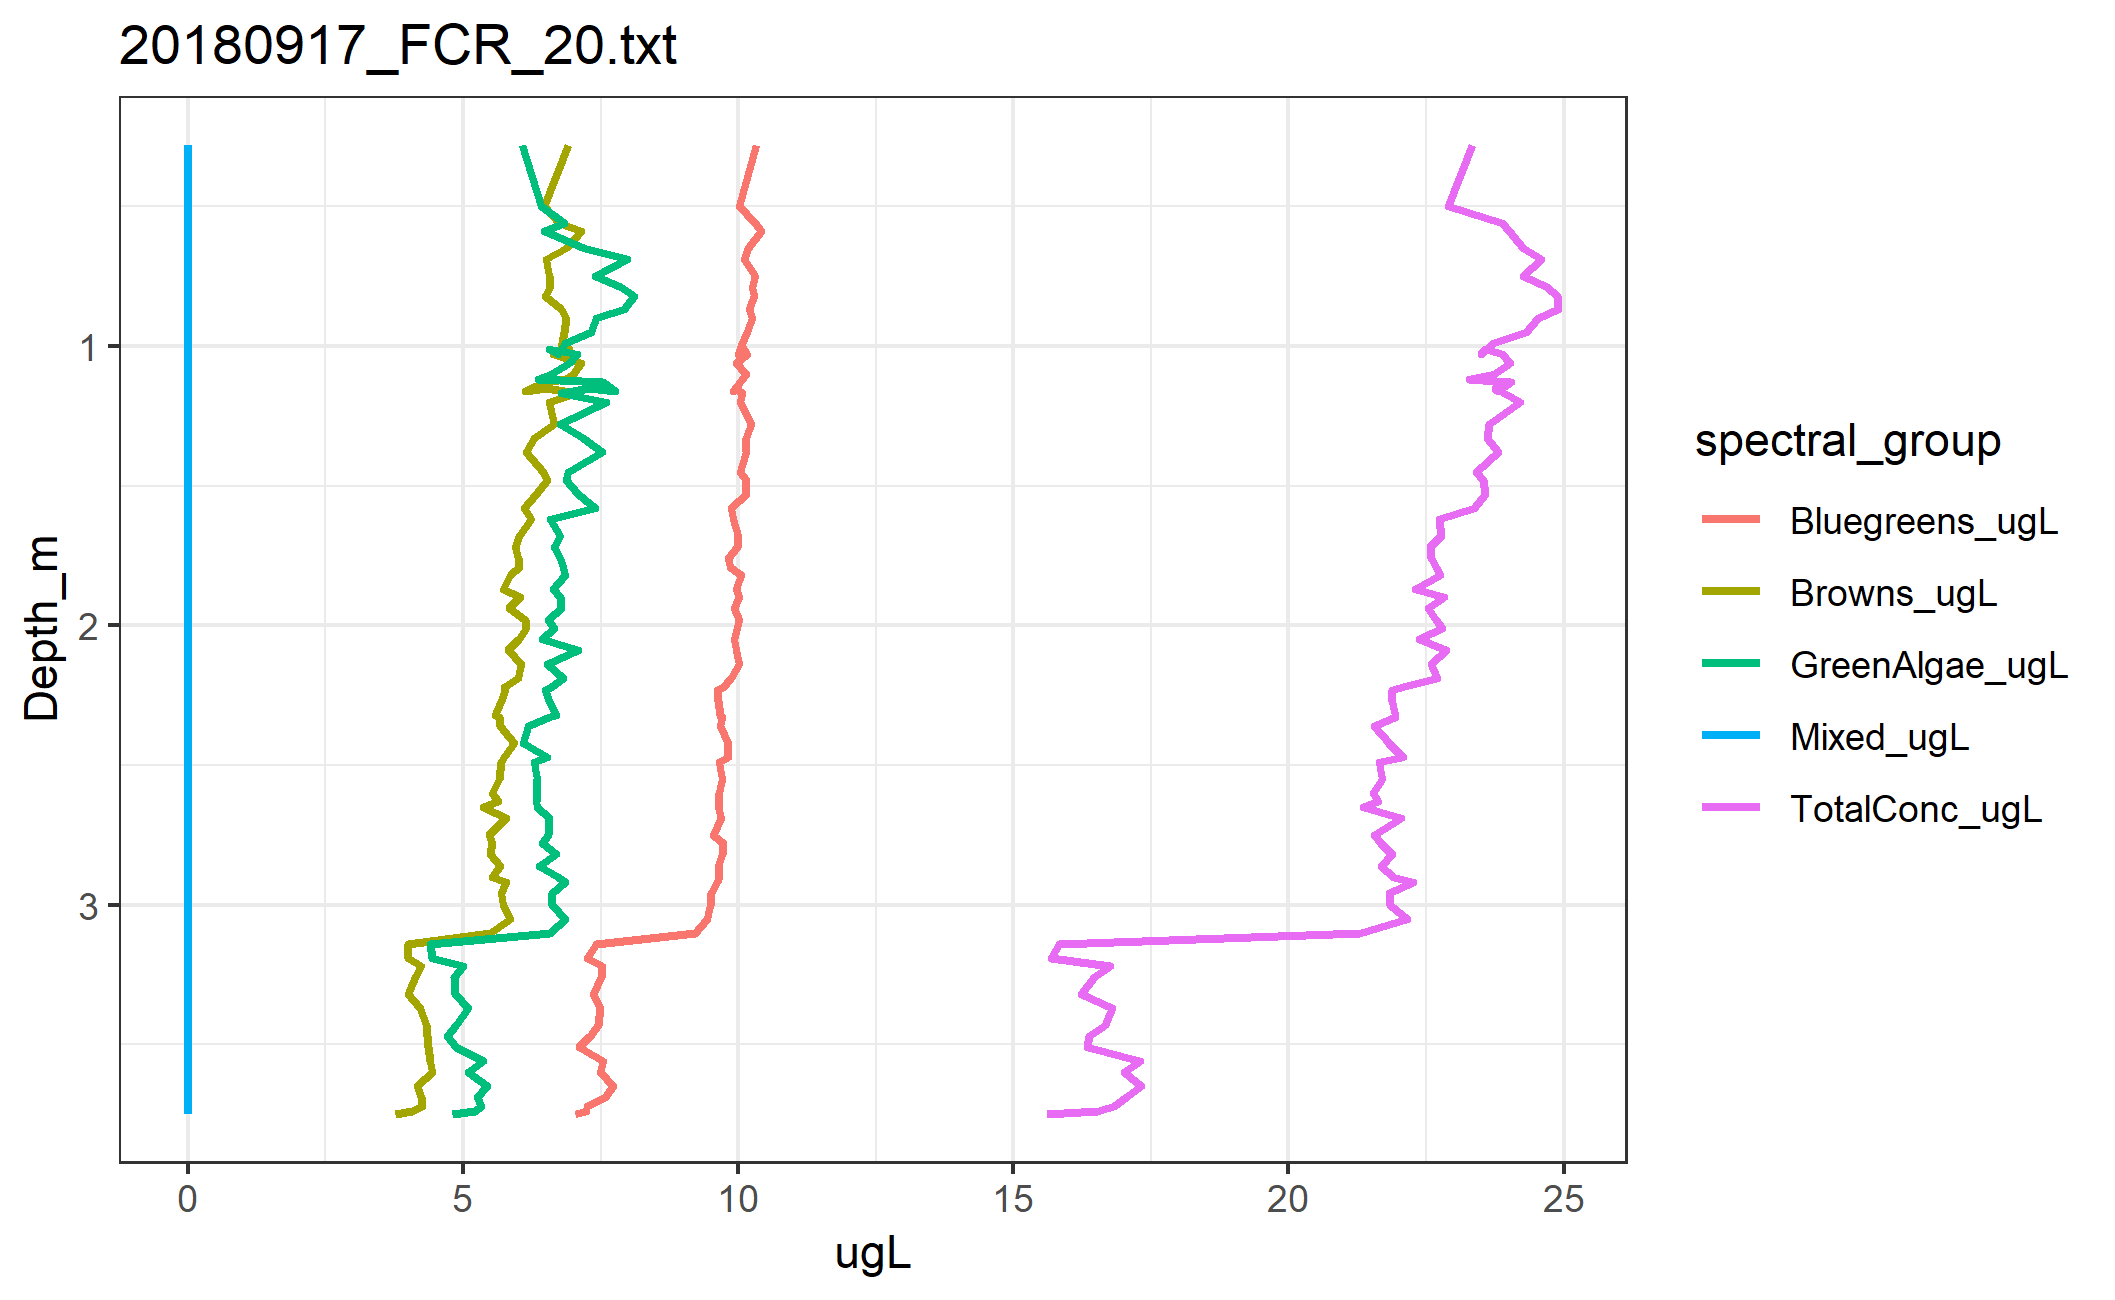 20180917_FCR_20.txt
Depth_m
1
2
3
0 5 10 15 20 25
ugL
spectral_group
Bluegreens_ugL
Browns_ugL
GreenAlgae_ugL
Mixed_ugL
TotalConc_ugL